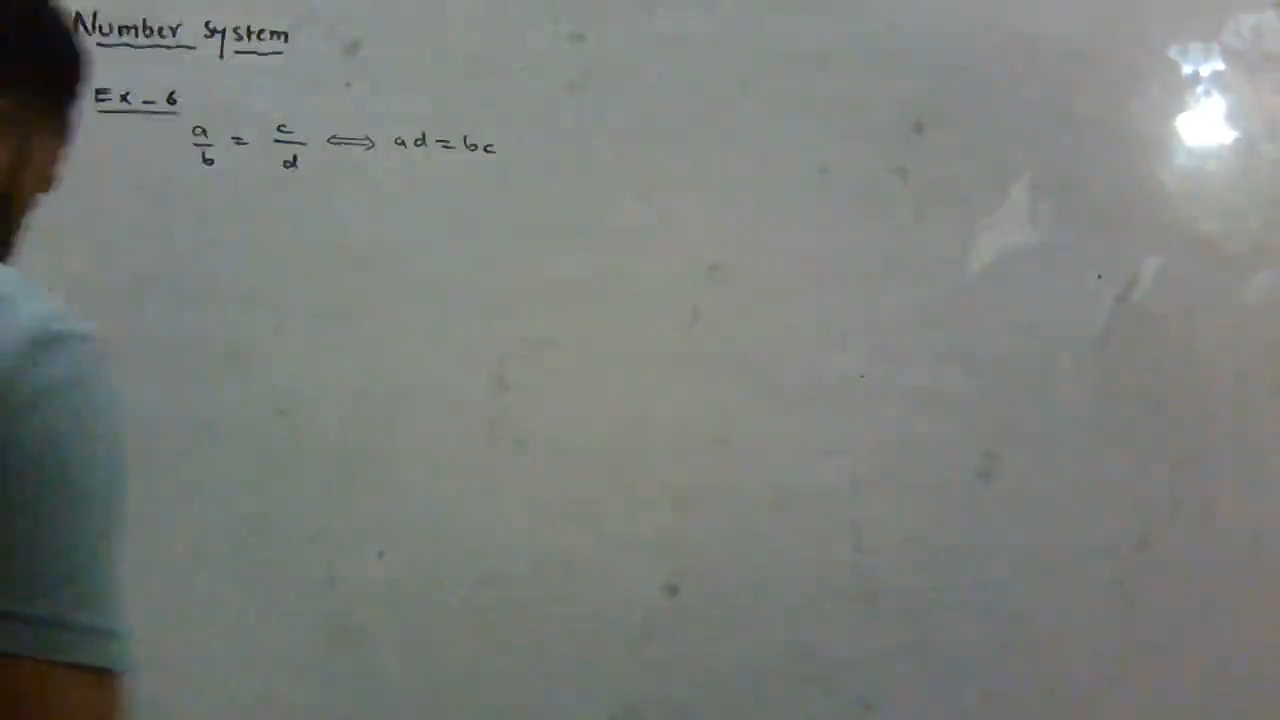 Number System
Ex - 6
a/b = c/d ⟺ ad = bc